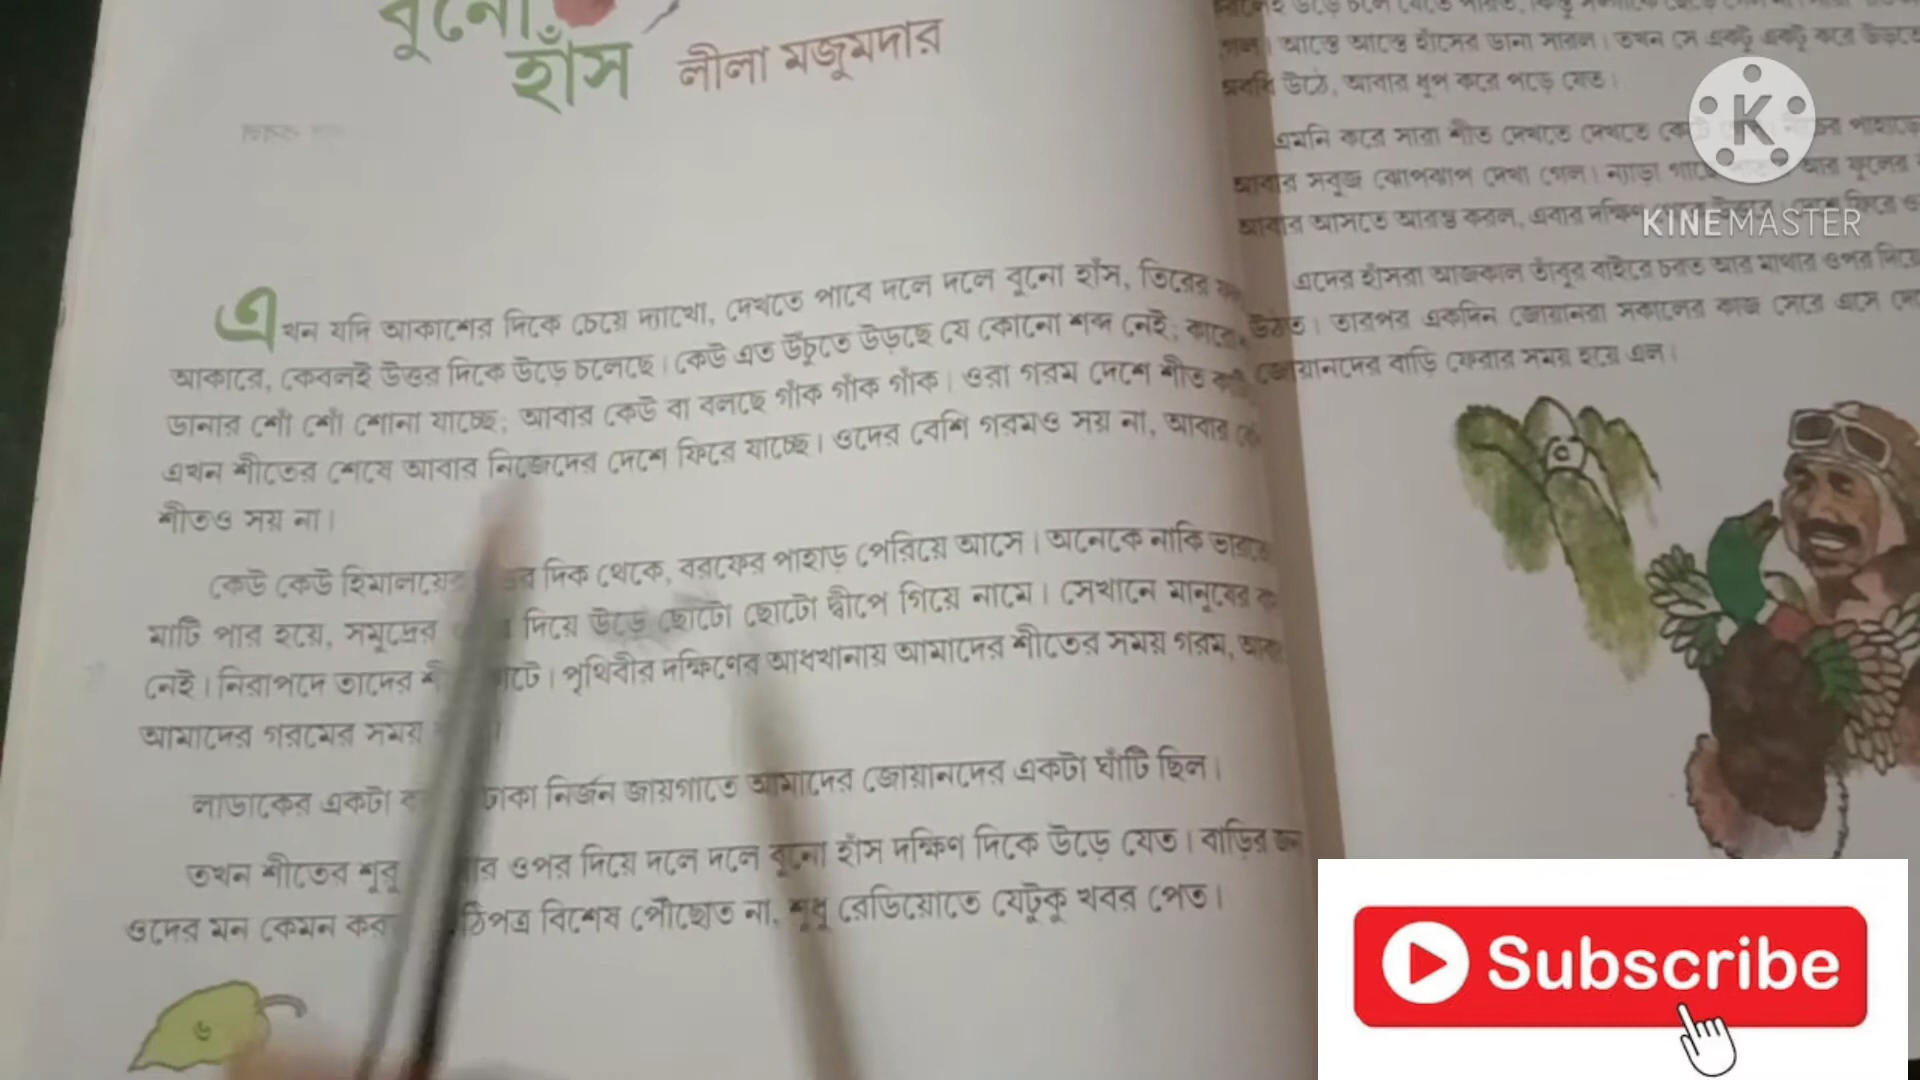 বুনো
হাঁস
লীলা মজুমদার
এখন যদি আকাশের দিকে চেয়ে দ্যাখো, দেখতে পাবে দলে দলে বুনো হাঁস, তিরের
আকারে, কেবলই উত্তর দিকে উড়ে চলেছে। কেউ এত উঁচুতে উড়ছে যে কোনো শব্দ নেই;
ডানার শোঁ শোঁ শোনা যাচ্ছে; আবার কেউ বা বলছে গাঁক গাঁক গাঁক। ওরা গরম দেশে শীত
এখন শীতের শেষে আবার নিজেদের দেশে ফিরে যাচ্ছে। ওদের বেশি গরমও সয় না, আবার
শীতও সয় না।
কেউ কেউ দিক থেকে, বরফের পাহাড় পেরিয়ে আসে। অনেকে নাকি
মাটি পার হয়ে, সমুদ্রের দিয়ে উড়ে ছোটো ছোটো দ্বীপে গিয়ে নামে। সেখানে মানুষের
নেই। নিরাপদে তাদের পৃথিবীর দক্ষিণের আধখানায় আমাদের শীতের সময় গরম,
আমাদের গরমের সময়
লাডাকের একটা নির্জন জায়গাতে আমাদের জোয়ানদের একটা ঘাঁটি ছিল।
তখন শীতের শুরু ওপর দিয়ে দলে দলে বুনো হাঁস দক্ষিণ দিকে উড়ে যেত। বাড়ির
ওদের মন কেমন বিশেষ পৌঁছোত না, শুধু রেডিয়োতে যেটুকু খবর পেত।
৬
আস্তে আস্তে হাঁসের ডানা সারল। তখন সে একটু একটু করে
উঠে, আবার ধুপ করে পড়ে যেত।
এমনি করে সারা শীত দেখতে দেখতে
আবার সবুজ ঝোপঝাপ দেখা গেল। ন্যাড়া আর ফুলের
আবার আসতে আরম্ভ করল, এবার
এদের হাঁসরা আজকাল তাঁবুর বাইরে চরত আর মাথার ওপর দিয়ে
উঠত। তারপর একদিন জোয়ানরা সকালের কাজ সেরে এসে
জোয়ানদের বাড়ি ফেরার সময় হয়ে এল।
K
KINEMASTER
Subscribe